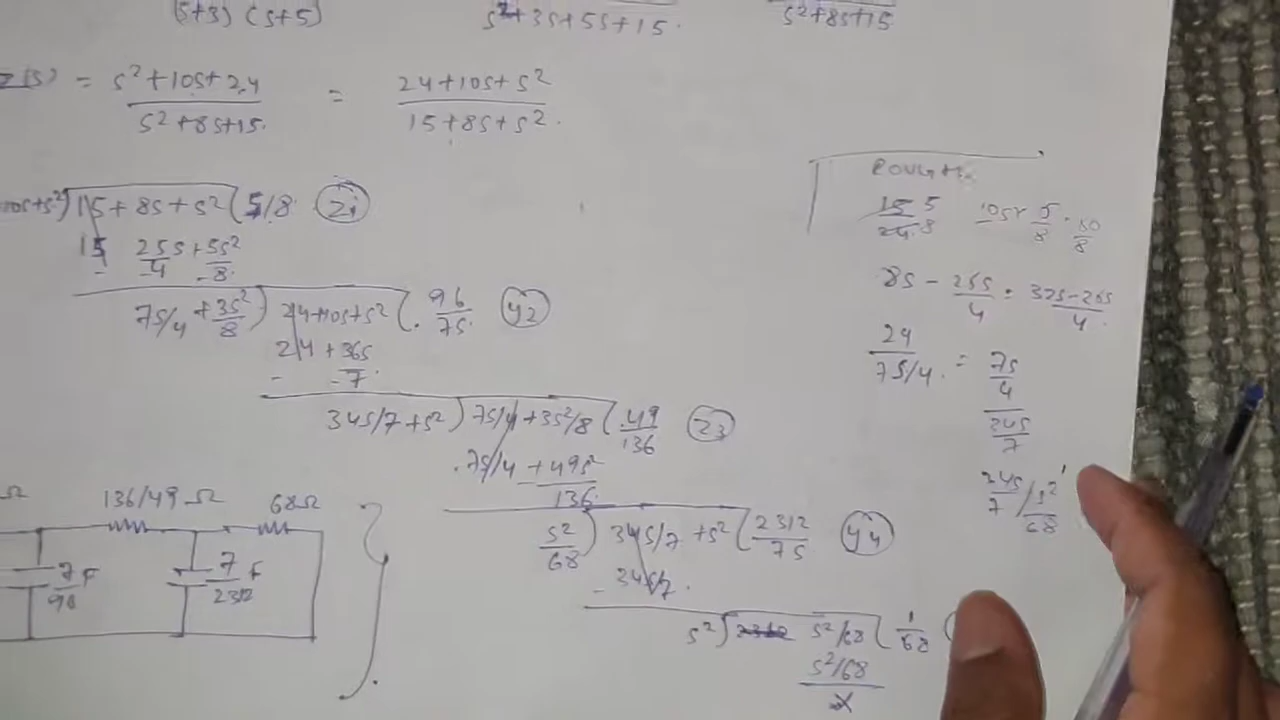 (s+3) (s+5) s²+3s+5s+15. s²+8s+15
Z(s) = s²+10s+24 / s²+8s+15. = 24+10s+s² / 15+8s+s².
10s+s²) 15+8s+s² (5/8 (Z1)
15 25s/4 + 5s²/8
7s/4 + 3s²/8) 24+10s+s² (. 96/7s. (Y2)
24 + 36s/7
34s/7+s²) 7s/4+3s²/8 (.49/136 (Z3)
.7s/4 + 49s²/136.
s²/68) 34s/7 +s² (2312/7s (Y4)
- 34s/7.
s²) s²/68 (1/68
s²/68
x
ROUGH
15/24 5/8 10s x 5/8 . 50/8
8s - 25s/4 = 32s-25s/4.
24/7s/4. = 7s/4 / 34s/7
34s/7 / s²/68
Ω 136/49 Ω 68Ω
7/96 F 7/2312 F